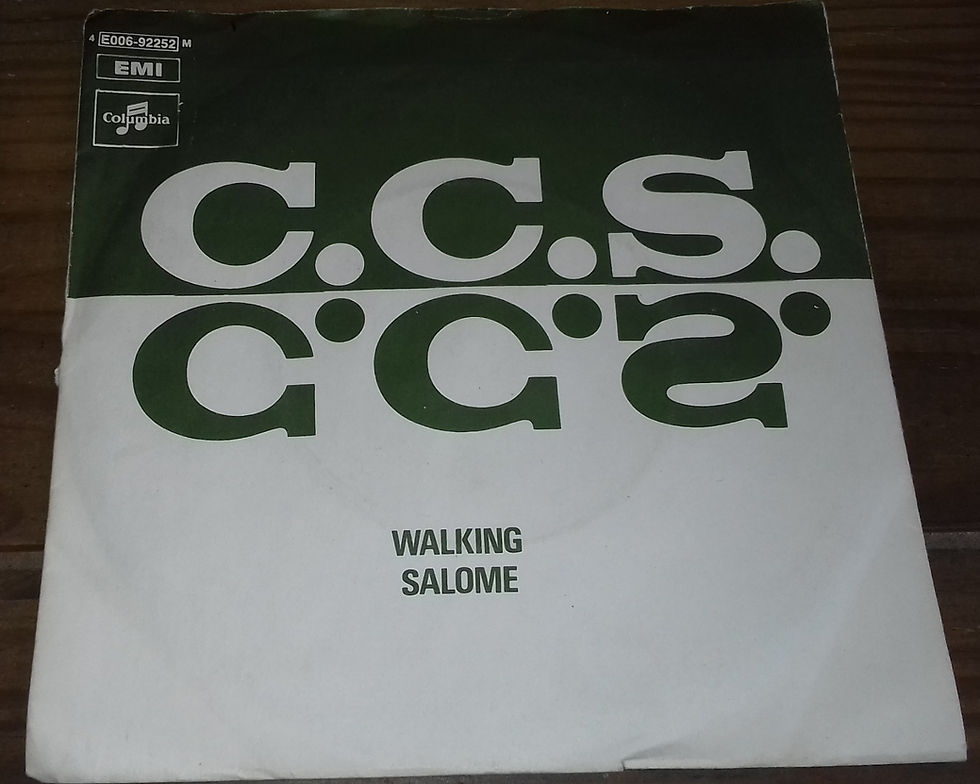 4 E006-92252 M
EMI
Columbia
C.C.S.
C.C.S.
WALKING
SALOME